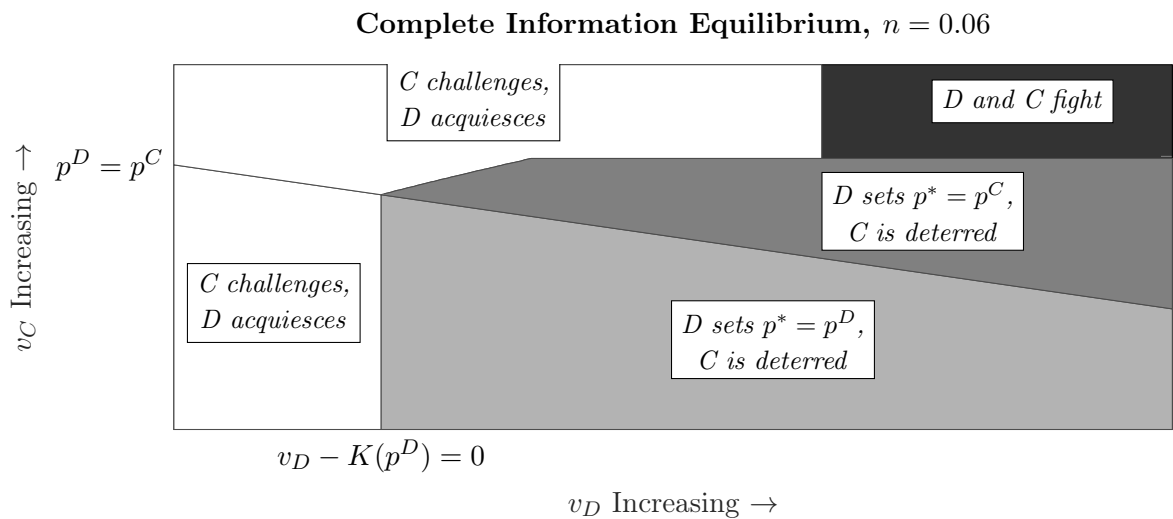 Complete Information Equilibrium, n = 0.06
C challenges,
D acquiesces
D and C fight
p^D = p^C
D sets p* = p^C,
C is deterred
C challenges,
D acquiesces
D sets p* = p^D,
C is deterred
v_C Increasing →
v_D − K(p^D) = 0
v_D Increasing →